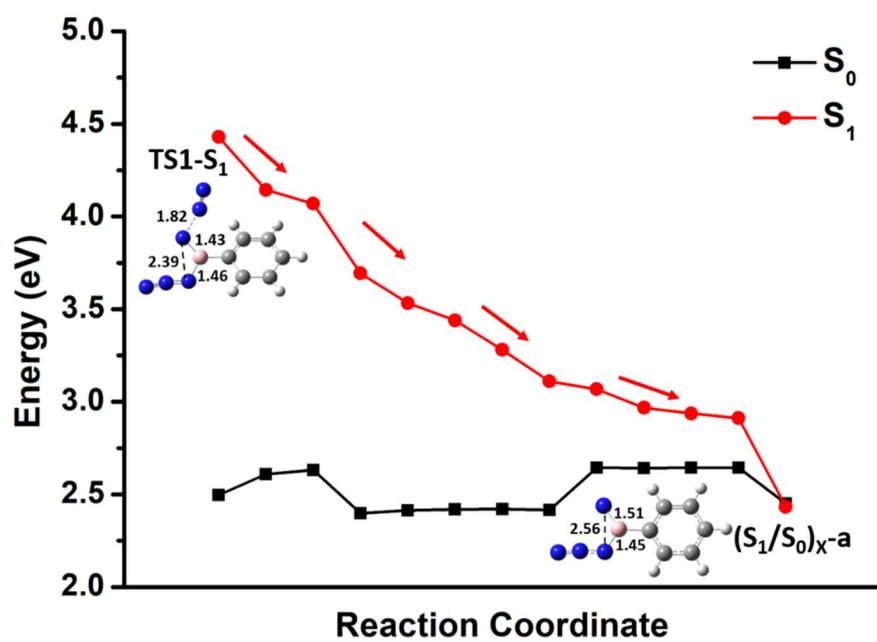 5.0
4.5
4.0
3.5
3.0
2.5
2.0
Energy (eV)
Reaction Coordinate
S₀
S₁
TS1-S₁
1.82
1.43
2.39
1.46
1.51
2.56
1.45
(S₁/S₀)ₓ-a